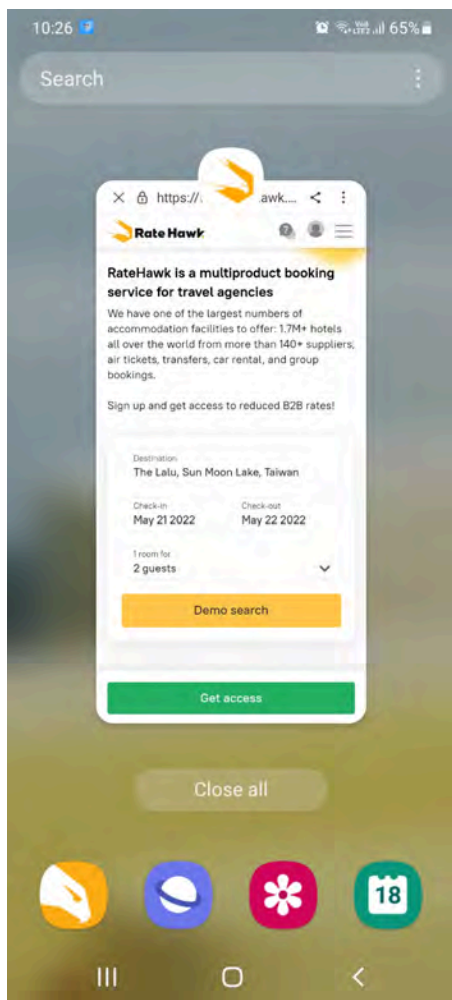 10:26
65%
Search
https://
.awk....
RateHawk
RateHawk is a multiproduct booking
service for travel agencies
We have one of the largest numbers of
accommodation facilities to offer: 1.7M+ hotels
all over the world from more than 140+ suppliers,
air tickets, transfers, car rental, and group
bookings.
Sign up and get access to reduced B2B rates!
Destination
The Lalu, Sun Moon Lake, Taiwan
Check-in Check-out
May 21 2022 May 22 2022
1 room for
2 guests
Demo search
Get access
Close all
18